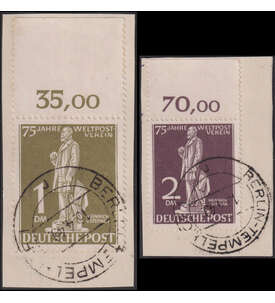 35,00
75 JAHRE WELTPOST
VEREIN
1
DM
DEUTSCHE POST
BERLIN-TEMPEL
70,00
75 JAHRE WELTPOST
VEREIN
2
DM
DEUTSCHE POST
BERLIN-TEMPEL